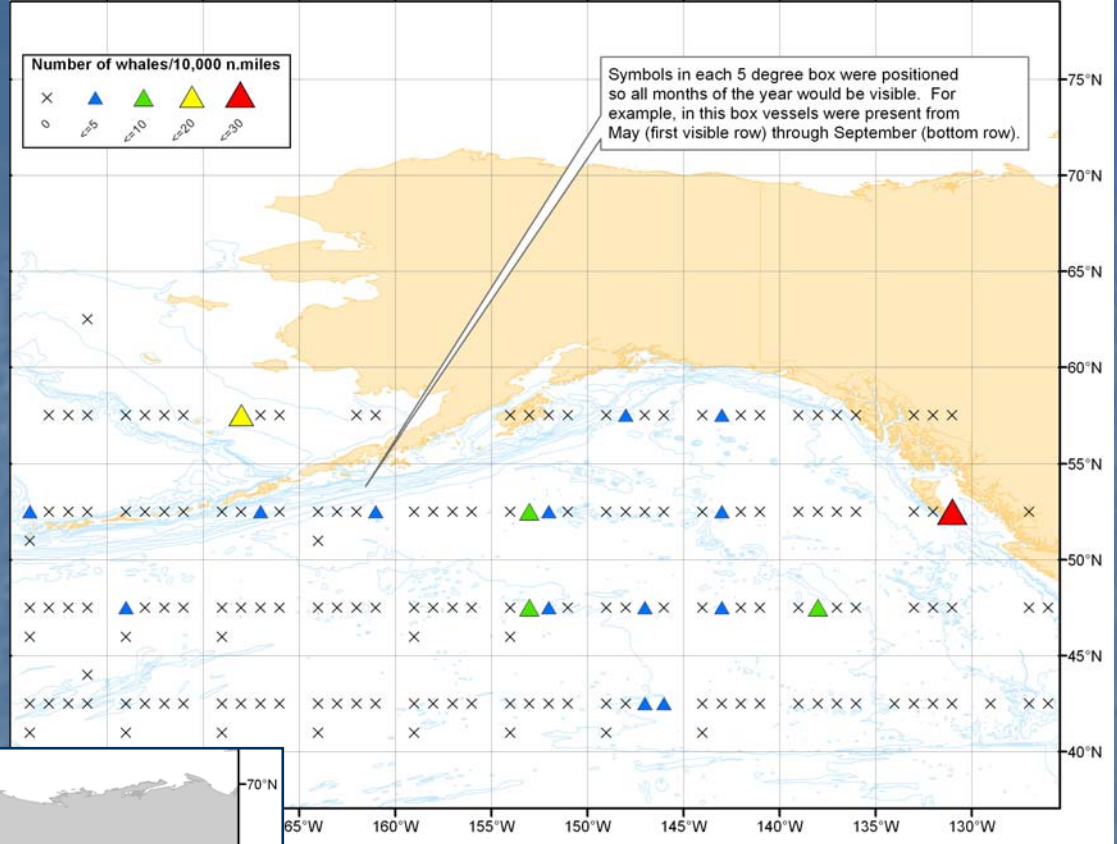 Number of whales/10,000 n.miles
0 <=5 <=10 <=20 <=30
Symbols in each 5 degree box were positioned
so all months of the year would be visible. For
example, in this box vessels were present from
May (first visible row) through September (bottom row).
75°N
70°N
65°N
60°N
55°N
50°N
45°N
40°N
70°N
65°W 160°W 155°W 150°W 145°W 140°W 135°W 130°W